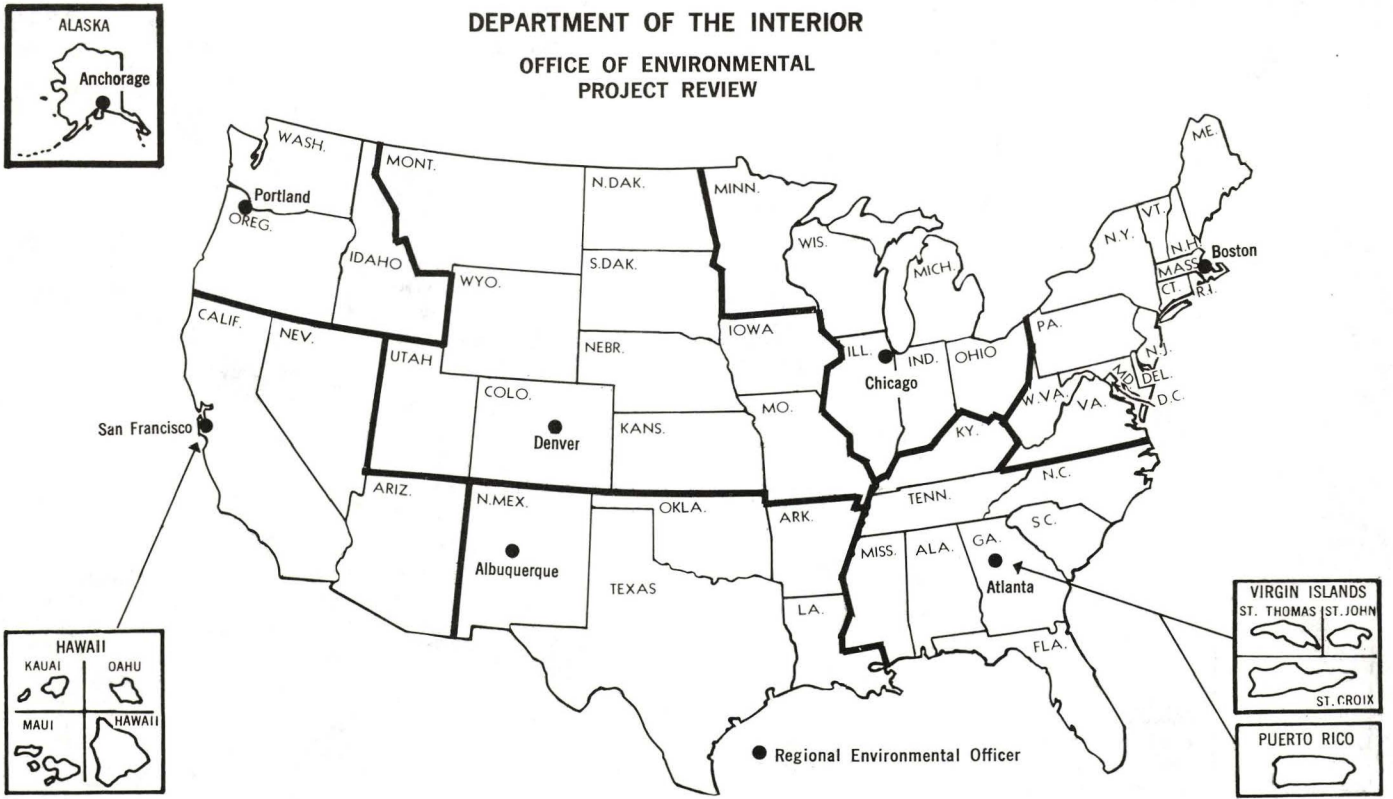 DEPARTMENT OF THE INTERIOR
OFFICE OF ENVIRONMENTAL
PROJECT REVIEW
ALASKA
Anchorage
WASH.
Portland
OREG.
IDAHO
MONT.
N.DAK.
S.DAK.
WYO.
NEBR.
MINN.
WIS.
MICH.
IOWA
ILL.
IND.
OHIO
Chicago
ME.
VT.
N.H.
N.Y.
MASS.
Boston
CT.
R.I.
PA.
N.J.
DEL.
MD.
D.C.
W.VA.
VA.
CALIF.
NEV.
UTAH
COLO.
Denver
KANS.
MO.
KY.
San Francisco
ARIZ.
N.MEX.
Albuquerque
OKLA.
TEXAS
ARK.
LA.
TENN.
N.C.
S.C.
MISS.
ALA.
GA.
Atlanta
FLA.
HAWAII
KAUAI
OAHU
MAUI
HAWAII
VIRGIN ISLANDS
ST. THOMAS
ST.JOHN
ST.CROIX
PUERTO RICO
Regional Environmental Officer